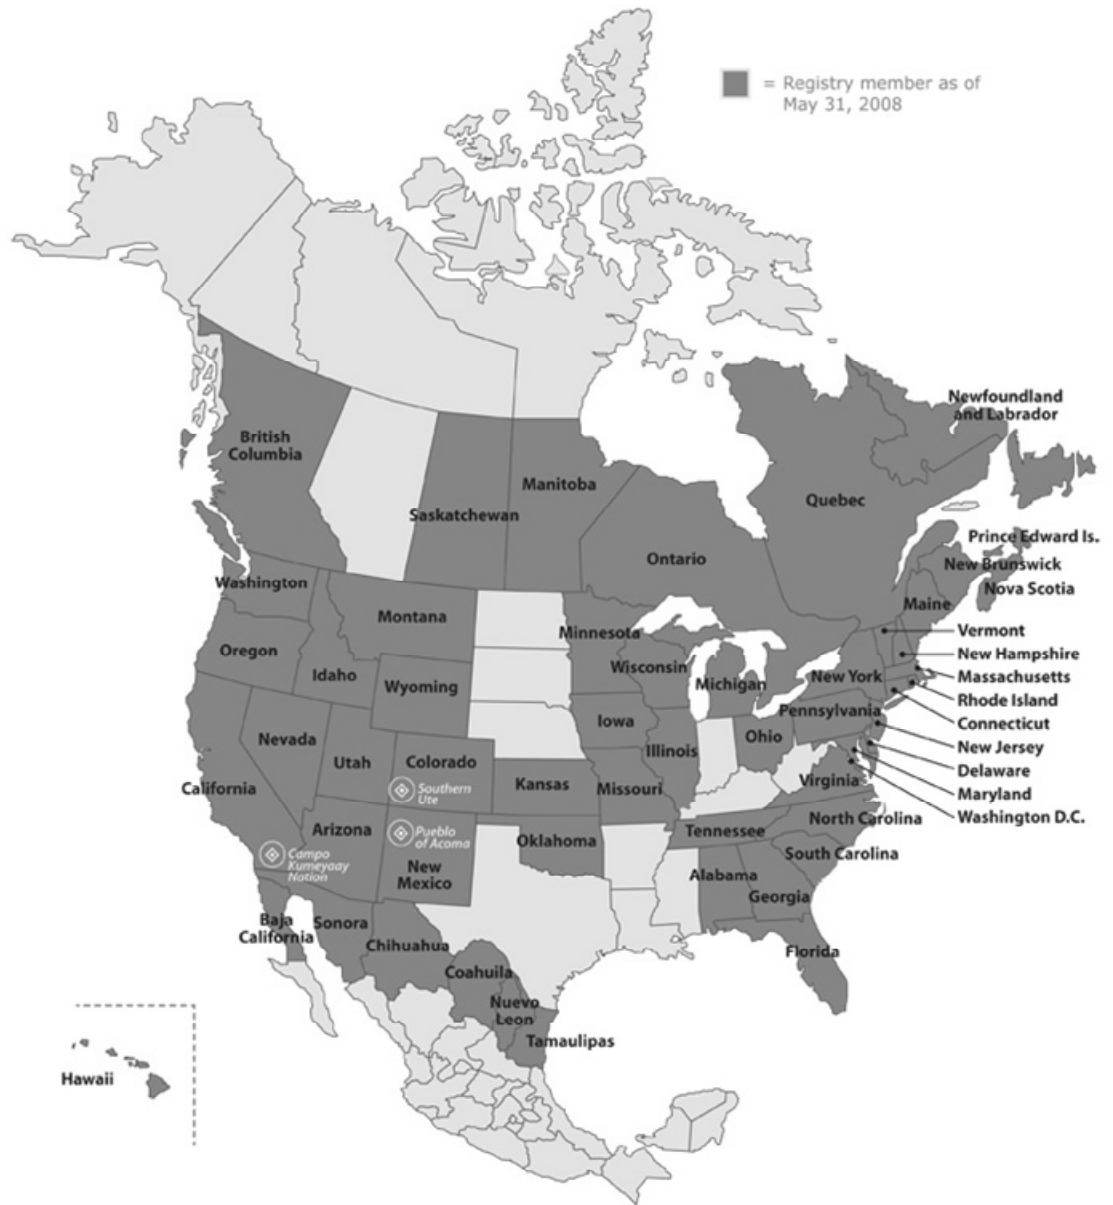 = Registry member as of
May 31, 2008
Newfoundland
and Labrador
British
Columbia
Manitoba
Saskatchewan
Quebec
Ontario
Prince Edward Is.
New Brunswick
Nova Scotia
Maine
Washington
Montana
Minnesota
Vermont
Oregon
Wisconsin
New Hampshire
Idaho
Wyoming
Michigan
New York
Massachusetts
Rhode Island
Pennsylvania
Connecticut
Iowa
Nevada
Ohio
Illinois
New Jersey
Utah
Colorado
Delaware
California
Kansas
Missouri
Virginia
Southern
Ute
Maryland
Washington D.C.
North Carolina
Arizona
Pueblo
of Acoma
Oklahoma
Tennessee
Campo
Kumeyaay
Nation
New
Mexico
South Carolina
Alabama
Georgia
Baja
California
Sonora
Chihuahua
Florida
Coahuila
Nuevo
Leon
Tamaulipas
Hawaii